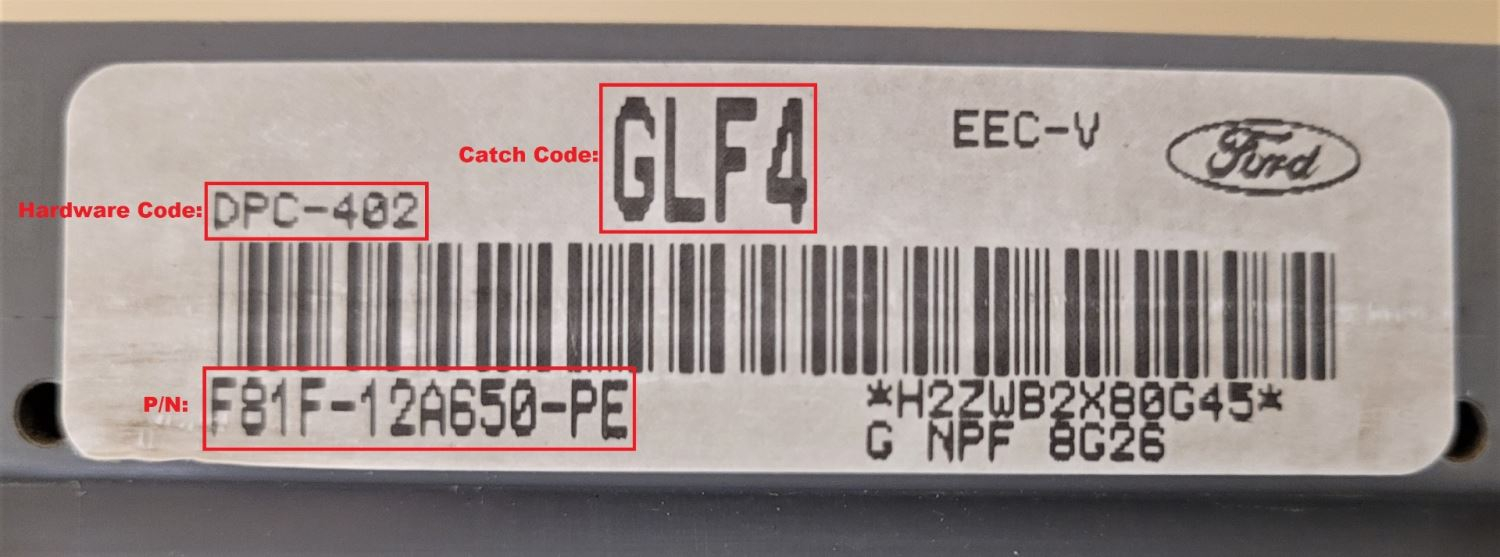 Catch Code: GLF4
EEC-V
Ford
Hardware Code: DPC-402
P/N: F81F-12A650-PE
*H2ZWB2X80G45*
G NPF 8G26